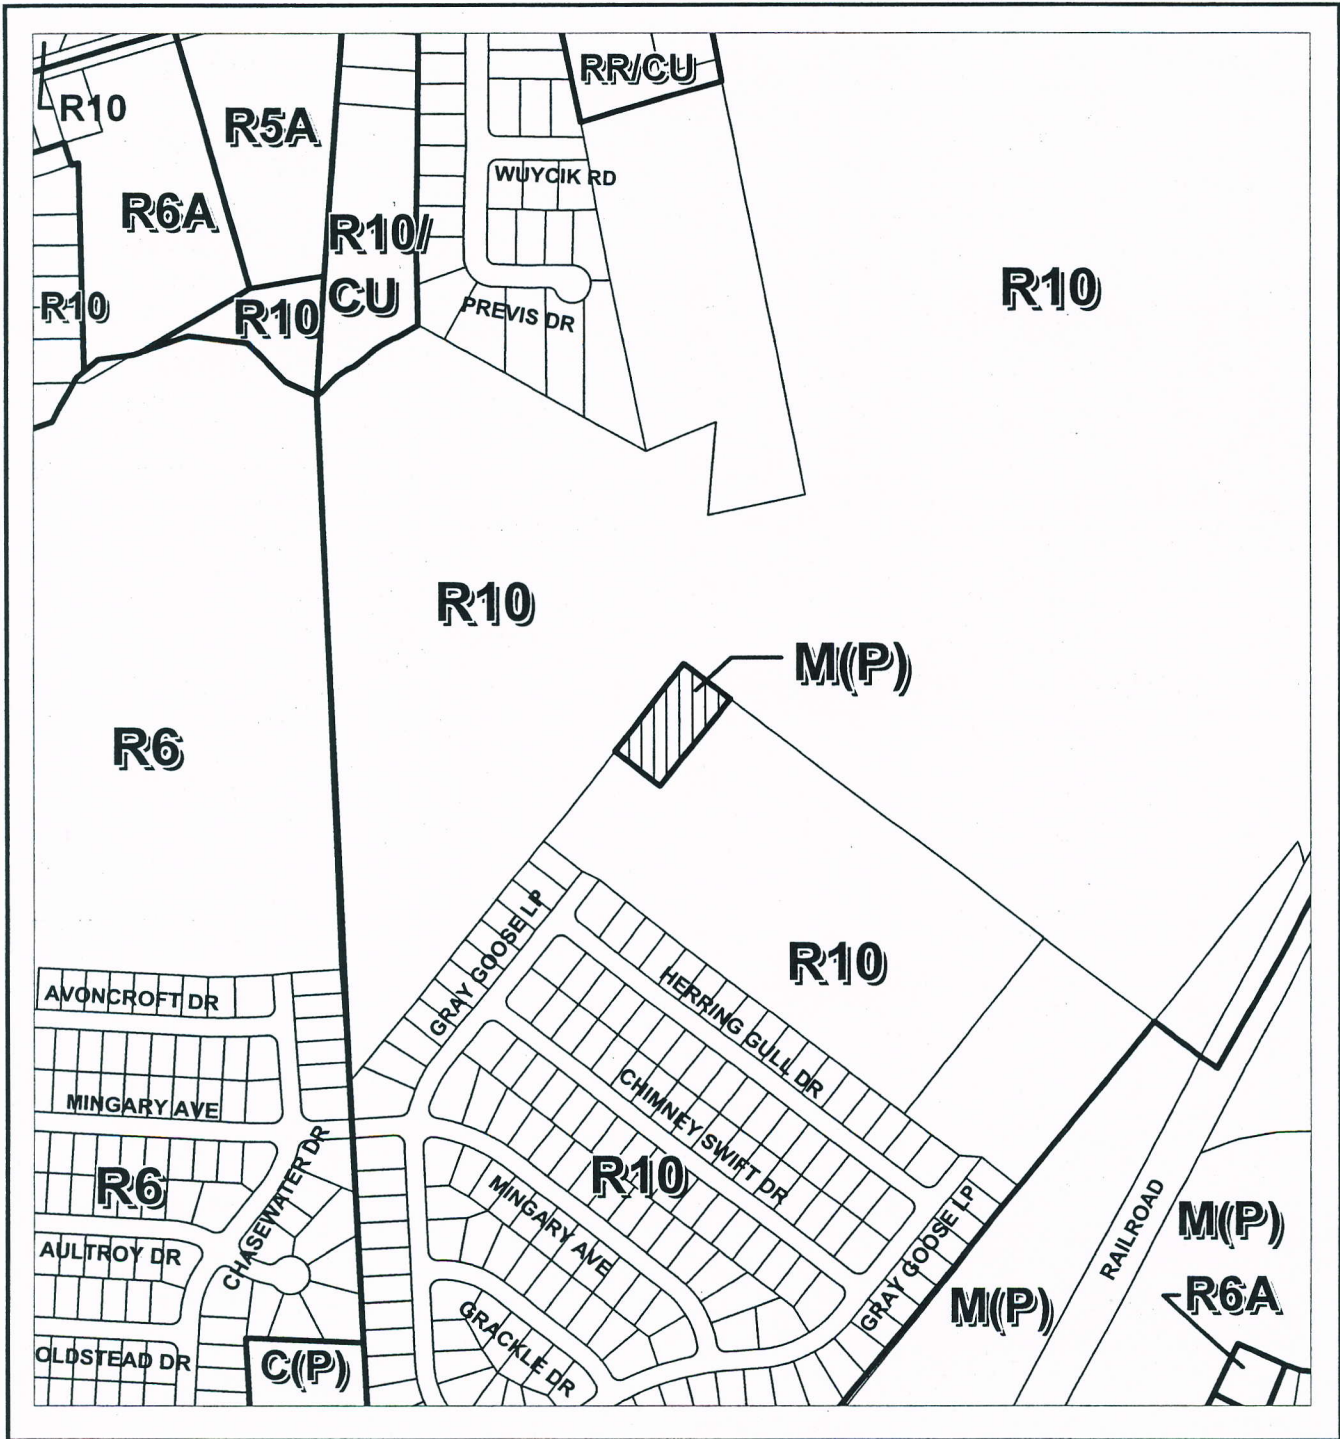 RR/CU
R10
R5A
WUYCIK RD
R6A
R10/
CU
R10
R10
R10
PREVIS DR
R10
M(P)
R6
GRAY GOOSE LP
R10
HERRING GULL DR
AVONCROFT DR
CHIMNEY SWIFT DR
MINGARY AVE
R6
CHASEWATER DR
R10
MINGARY AVE
GRAY GOOSE LP
RAILROAD
M(P)
AULTROY DR
R6A
M(P)
GRACKLE DR
OLDSTEAD DR
C(P)